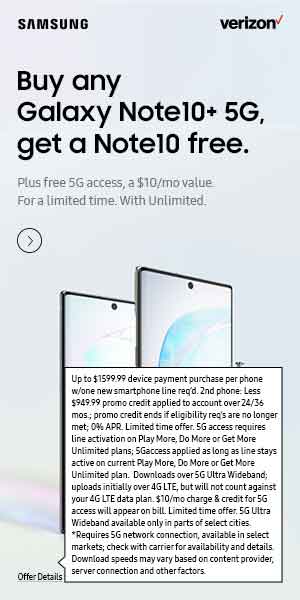 SAMSUNG
verizon✓
Buy any
Galaxy Note10+ 5G,
get a Note10 free.
Plus free 5G access, a $10/mo value.
For a limited time. With Unlimited.
Up to $1599.99 device payment purchase per phone
w/one new smartphone line req'd. 2nd phone: Less
$949.99 promo credit applied to account over 24/36
mos.; promo credit ends if eligibility req's are no longer
met; 0% APR. Limited time offer. 5G access requires
line activation on Play More, Do More or Get More
Unlimited plans; 5Gaccess applied as long as line stays
active on current Play More, Do More or Get More
Unlimited plan.  Downloads over 5G Ultra Wideband;
uploads initially over 4G LTE, but will not count against
your 4G LTE data plan. $10/mo charge & credit for 5G
access will appear on bill. Limited time offer. 5G Ultra
Wideband available only in parts of select cities.
*Requires 5G network connection, available in select
markets; check with carrier for availability and details.
Download speeds may vary based on content provider,
server connection and other factors.
Offer Details